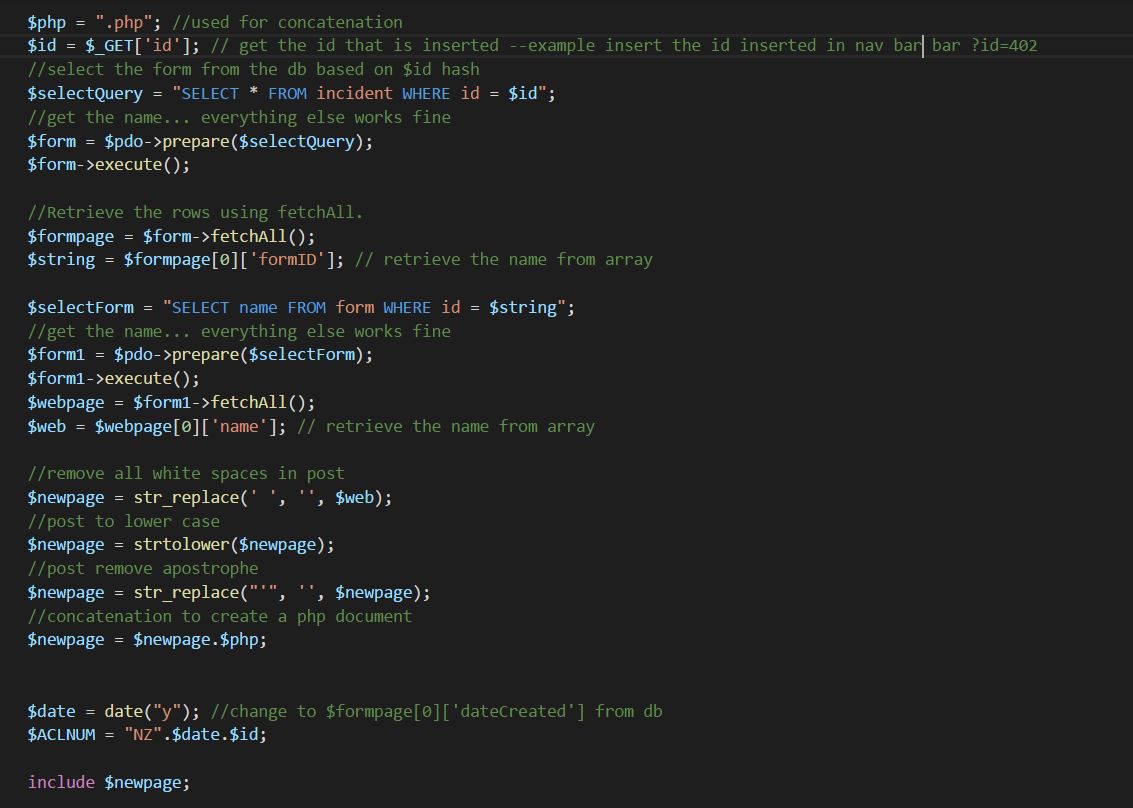 $php = ".php"; //used for concatenation
$id = $_GET['id']; // get the id that is inserted --example insert the id inserted in nav bar bar ?id=402
//select the form from the db based on $id hash
$selectQuery = "SELECT * FROM incident WHERE id = $id";
//get the name... everything else works fine
$form = $pdo->prepare($selectQuery);
$form->execute();
//Retrieve the rows using fetchAll.
$formpage = $form->fetchAll();
$string = $formpage[0]['formID']; // retrieve the name from array
$selectForm = "SELECT name FROM form WHERE id = $string";
//get the name... everything else works fine
$form1 = $pdo->prepare($selectForm);
$form1->execute();
$webpage = $form1->fetchAll();
$web = $webpage[0]['name']; // retrieve the name from array
//remove all white spaces in post
$newpage = str_replace(' ', '', $web);
//post to lower case
$newpage = strtolower($newpage);
//post remove apostrophe
$newpage = str_replace("'", '', $newpage);
//concatenation to create a php document
$newpage = $newpage.$php;
$date = date("y"); //change to $formpage[0]['dateCreated'] from db
$ACLNUM = "NZ".$date.$id;
include $newpage;